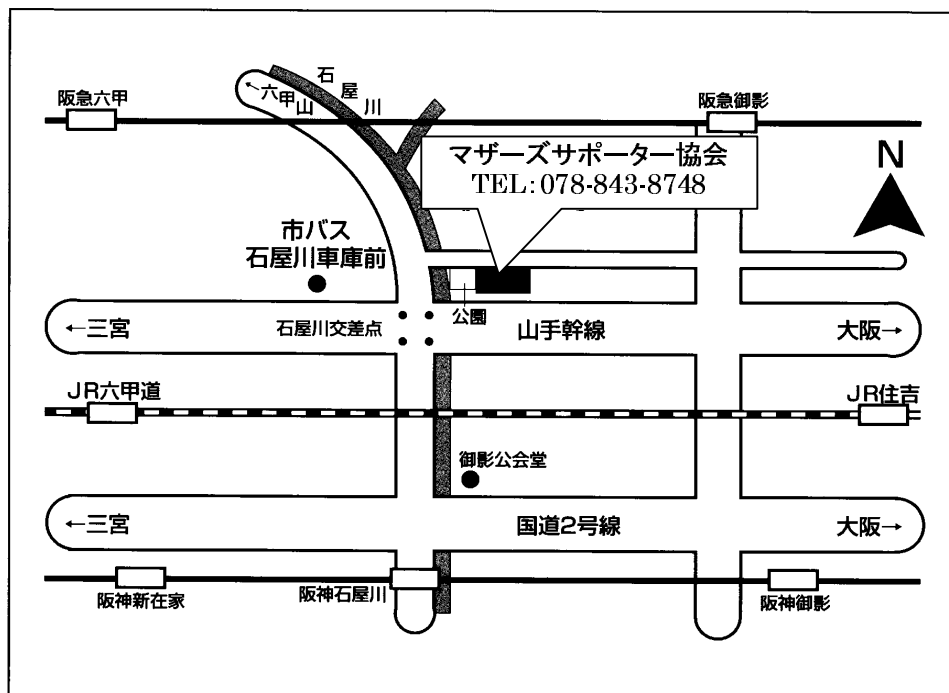 石屋川
←六甲山
阪急六甲
阪急御影
マザーズサポーター協会
TEL:078-843-8748
N
市バス
石屋川車庫前
公園
←三宮
石屋川交差点
山手幹線
大阪→
JR六甲道
JR住吉
御影公会堂
←三宮
国道2号線
大阪→
阪神新在家
阪神石屋川
阪神御影